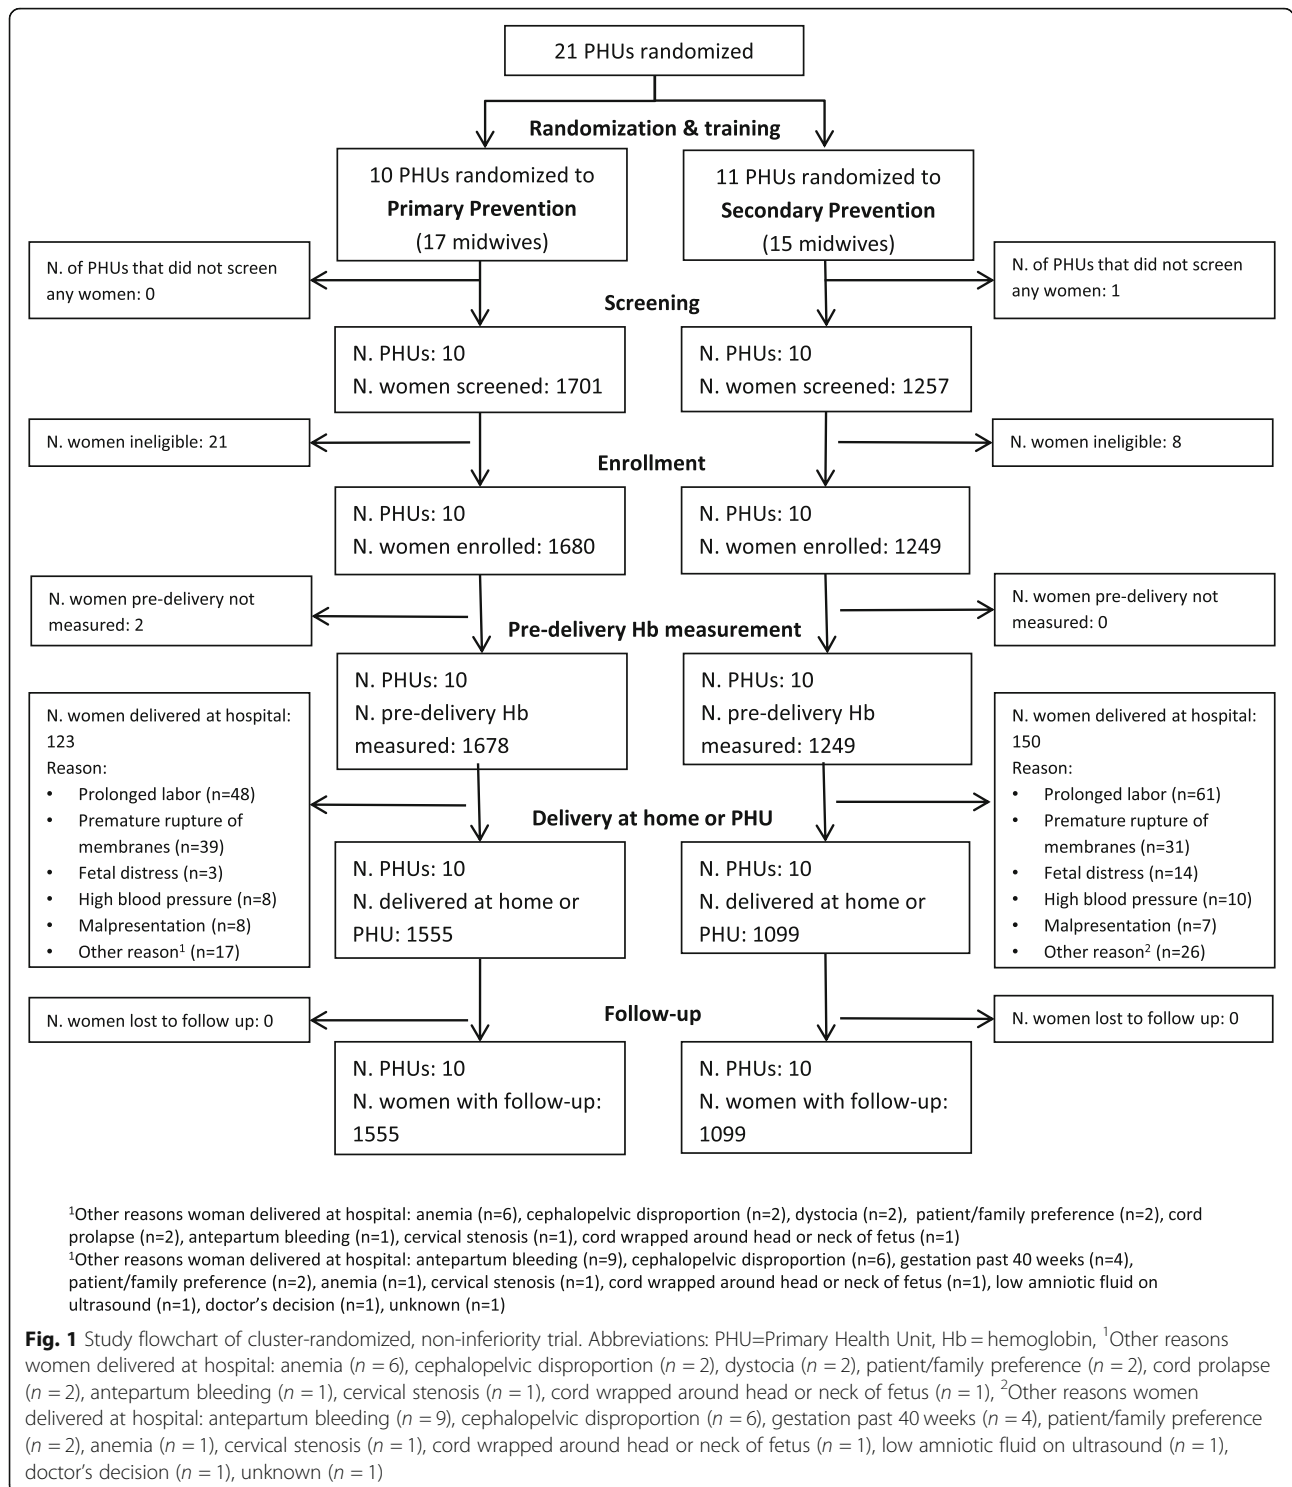 21 PHUs randomized
Randomization & training
10 PHUs randomized to
Primary Prevention
(17 midwives)
11 PHUs randomized to
Secondary Prevention
(15 midwives)
N. of PHUs that did not screen
any women: 0
N. of PHUs that did not screen
any women: 1
Screening
N. PHUs: 10
N. women screened: 1701
N. PHUs: 10
N. women screened: 1257
N. women ineligible: 21
N. women ineligible: 8
Enrollment
N. PHUs: 10
N. women enrolled: 1680
N. PHUs: 10
N. women enrolled: 1249
N. women pre-delivery not
measured: 2
N. women pre-delivery not
measured: 0
Pre-delivery Hb measurement
N. PHUs: 10
N. pre-delivery Hb
measured: 1678
N. PHUs: 10
N. pre-delivery Hb
measured: 1249
N. women delivered at hospital:
123
Reason:
• Prolonged labor (n=48)
• Premature rupture of
membranes (n=39)
• Fetal distress (n=3)
• High blood pressure (n=8)
• Malpresentation (n=8)
• Other reason¹ (n=17)
N. women delivered at hospital:
150
Reason:
• Prolonged labor (n=61)
• Premature rupture of
membranes (n=31)
• Fetal distress (n=14)
• High blood pressure (n=10)
• Malpresentation (n=7)
• Other reason² (n=26)
Delivery at home or PHU
N. PHUs: 10
N. delivered at home or
PHU: 1555
N. PHUs: 10
N. delivered at home or
PHU: 1099
N. women lost to follow up: 0
N. women lost to follow up: 0
Follow-up
N. PHUs: 10
N. women with follow-up:
1555
N. PHUs: 10
N. women with follow-up:
1099
¹Other reasons woman delivered at hospital: anemia (n=6), cephalopelvic disproportion (n=2), dystocia (n=2), patient/family preference (n=2), cord
prolapse (n=2), antepartum bleeding (n=1), cervical stenosis (n=1), cord wrapped around head or neck of fetus (n=1)
¹Other reasons woman delivered at hospital: antepartum bleeding (n=9), cephalopelvic disproportion (n=6), gestation past 40 weeks (n=4),
patient/family preference (n=2), anemia (n=1), cervical stenosis (n=1), cord wrapped around head or neck of fetus (n=1), low amniotic fluid on
ultrasound (n=1), doctor's decision (n=1), unknown (n=1)
Fig. 1 Study flowchart of cluster-randomized, non-inferiority trial. Abbreviations: PHU=Primary Health Unit, Hb = hemoglobin, ¹Other reasons
women delivered at hospital: anemia (n = 6), cephalopelvic disproportion (n = 2), dystocia (n = 2), patient/family preference (n = 2), cord prolapse
(n = 2), antepartum bleeding (n = 1), cervical stenosis (n = 1), cord wrapped around head or neck of fetus (n = 1), ²Other reasons women
delivered at hospital: antepartum bleeding (n = 9), cephalopelvic disproportion (n = 6), gestation past 40 weeks (n = 4), patient/family preference
(n = 2), anemia (n = 1), cervical stenosis (n = 1), cord wrapped around head or neck of fetus (n = 1), low amniotic fluid on ultrasound (n = 1),
doctor's decision (n = 1), unknown (n = 1)